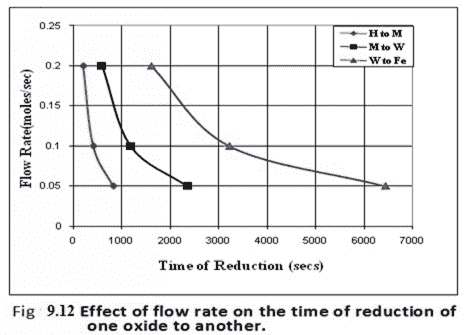 0.25
0.2
0.15
0.1
0.05
0
Flow Rate(moles/sec)
H to M
M to W
W to Fe
0 1000 2000 3000 4000 5000 6000 7000
Time of Reduction (secs)
Fig 9.12 Effect of flow rate on the time of reduction of
one oxide to another.